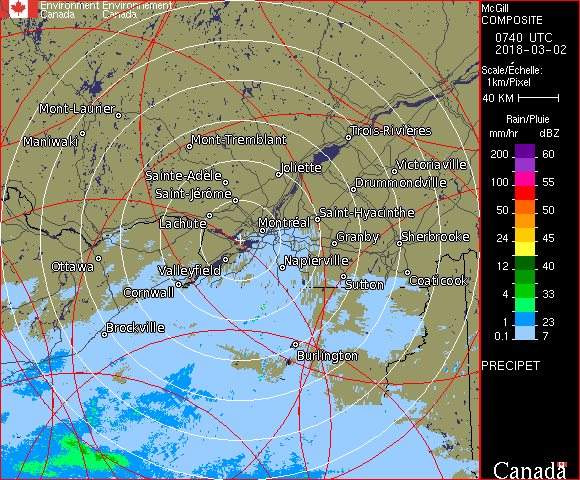 Environment Environnement
Canada Canada
McGill
COMPOSITE
0740 UTC
2018-03-02
Scale/Échelle:
1km/Pixel
40 KM
Rain/Pluie
mm/hr dBZ
200 60
100 55
50 50
24 45
12 40
4 33
1 23
0.1 7
PRECIPET
Canada
Mont-Laurier
Maniwaki
Mont-Tremblant
Trois-Rivières
Sainte-Adèle
Joliette
Victoriaville
Saint-Jérôme
Drummondville
Lachute
Montréal
Saint-Hyacinthe
Granby
Sherbrooke
Ottawa
Valleyfield
Napierville
Coaticook
Cornwall
Sutton
Brockville
Burlington